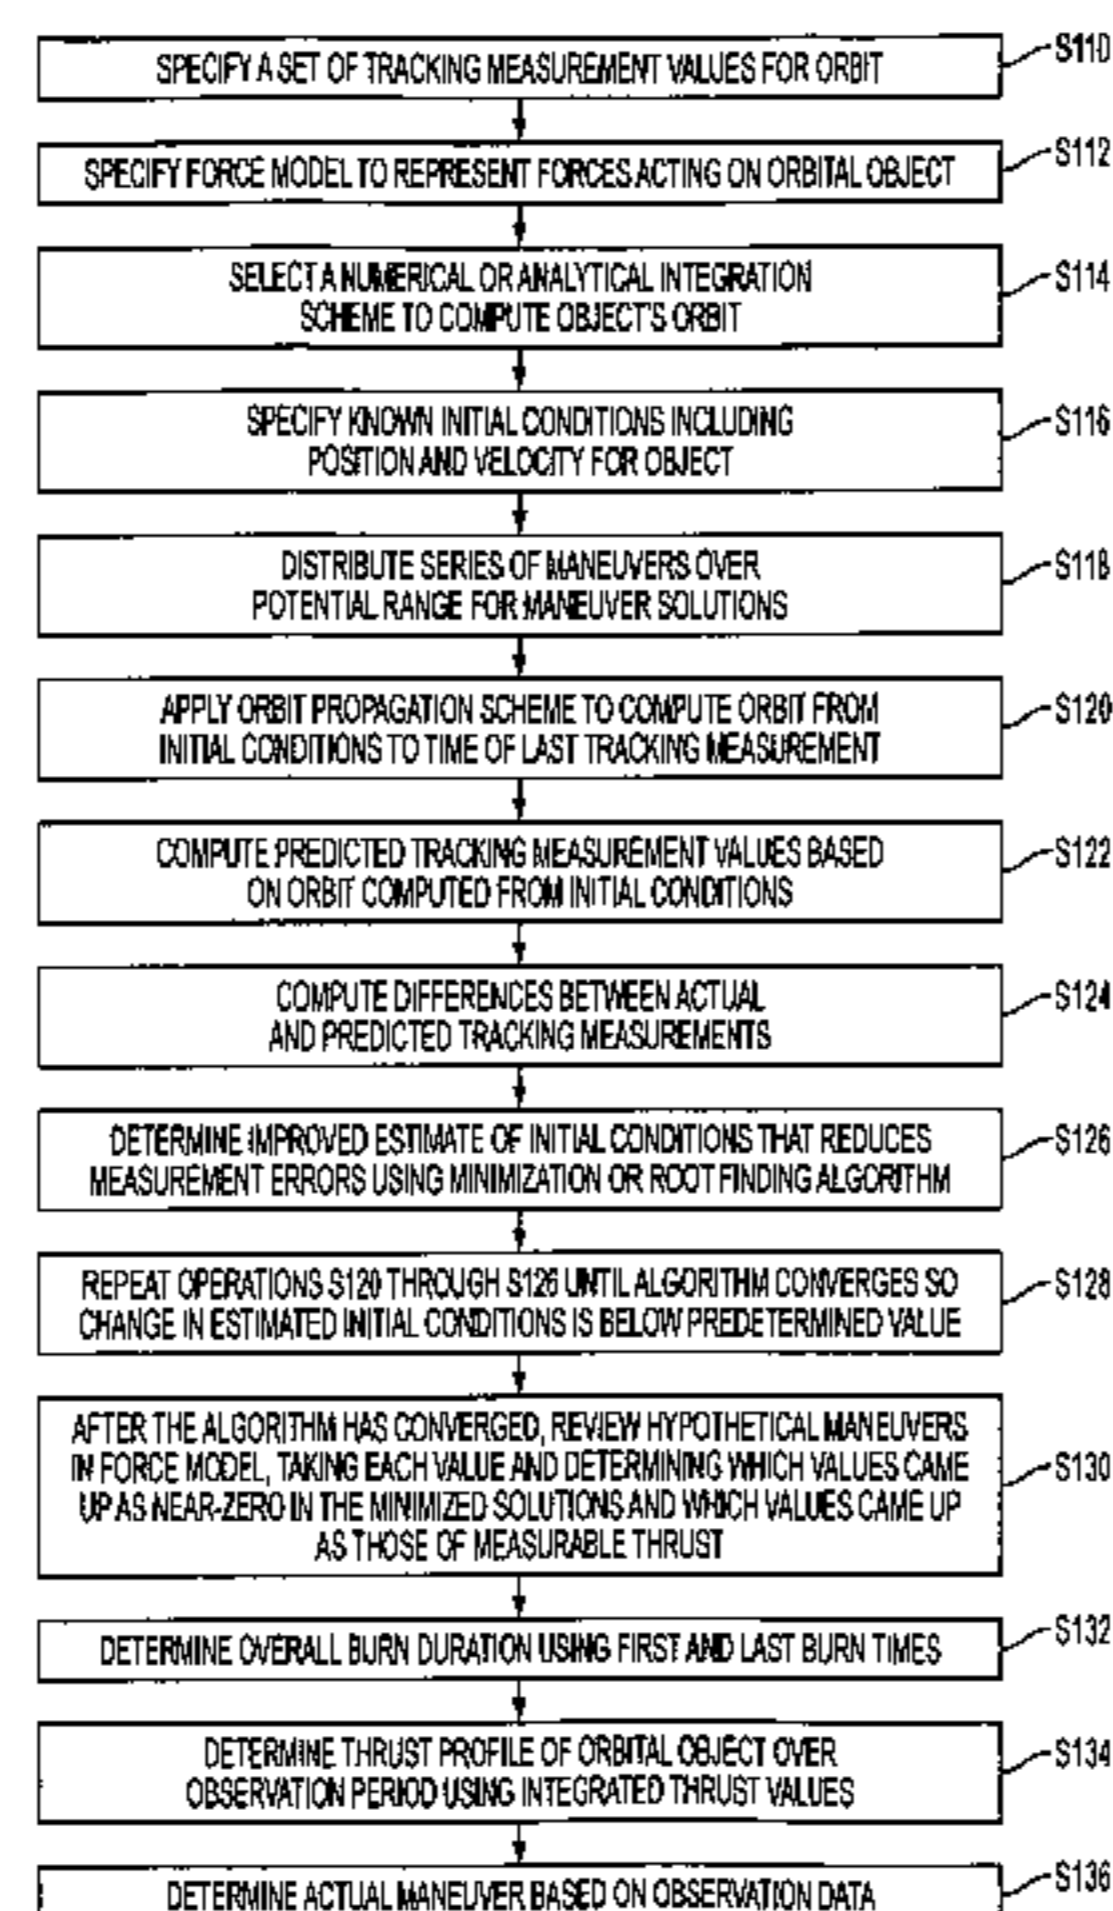 SPECIFY A SET OF TRACKING MEASUREMENT VALUES FOR ORBIT
S110
SPECIFY FORCE MODEL TO REPRESENT FORCES ACTING ON ORBITAL OBJECT
S112
SELECT A NUMERICAL OR ANALYTICAL INTEGRATION
SCHEME TO COMPUTE OBJECT'S ORBIT
S114
SPECIFY KNOWN INITIAL CONDITIONS INCLUDING
POSITION AND VELOCITY FOR OBJECT
S116
DISTRIBUTE SERIES OF MANEUVERS OVER
POTENTIAL RANGE FOR MANEUVER SOLUTIONS
S118
APPLY ORBIT PROPAGATION SCHEME TO COMPUTE ORBIT FROM
INITIAL CONDITIONS TO TIME OF LAST TRACKING MEASUREMENT
S120
COMPUTE PREDICTED TRACKING MEASUREMENT VALUES BASED
ON ORBIT COMPUTED FROM INITIAL CONDITIONS
S122
COMPUTE DIFFERENCES BETWEEN ACTUAL
AND PREDICTED TRACKING MEASUREMENTS
S124
DETERMINE IMPROVED ESTIMATE OF INITIAL CONDITIONS THAT REDUCES
MEASUREMENT ERRORS USING MINIMIZATION OR ROOT FINDING ALGORITHM
S126
REPEAT OPERATIONS S120 THROUGH S126 UNTIL ALGORITHM CONVERGES SO
CHANGE IN ESTIMATED INITIAL CONDITIONS IS BELOW PREDETERMINED VALUE
S128
AFTER THE ALGORITHM HAS CONVERGED, REVIEW HYPOTHETICAL MANEUVERS
IN FORCE MODEL, TAKING EACH VALUE AND DETERMINING WHICH VALUES CAME
UP AS NEAR-ZERO IN THE MINIMIZED SOLUTIONS AND WHICH VALUES CAME UP
AS THOSE OF MEASURABLE THRUST
S130
DETERMINE OVERALL BURN DURATION USING FIRST AND LAST BURN TIMES
S132
DETERMINE THRUST PROFILE OF ORBITAL OBJECT OVER
OBSERVATION PERIOD USING INTEGRATED THRUST VALUES
S134
DETERMINE ACTUAL MANEUVER BASED ON OBSERVATION DATA
S136